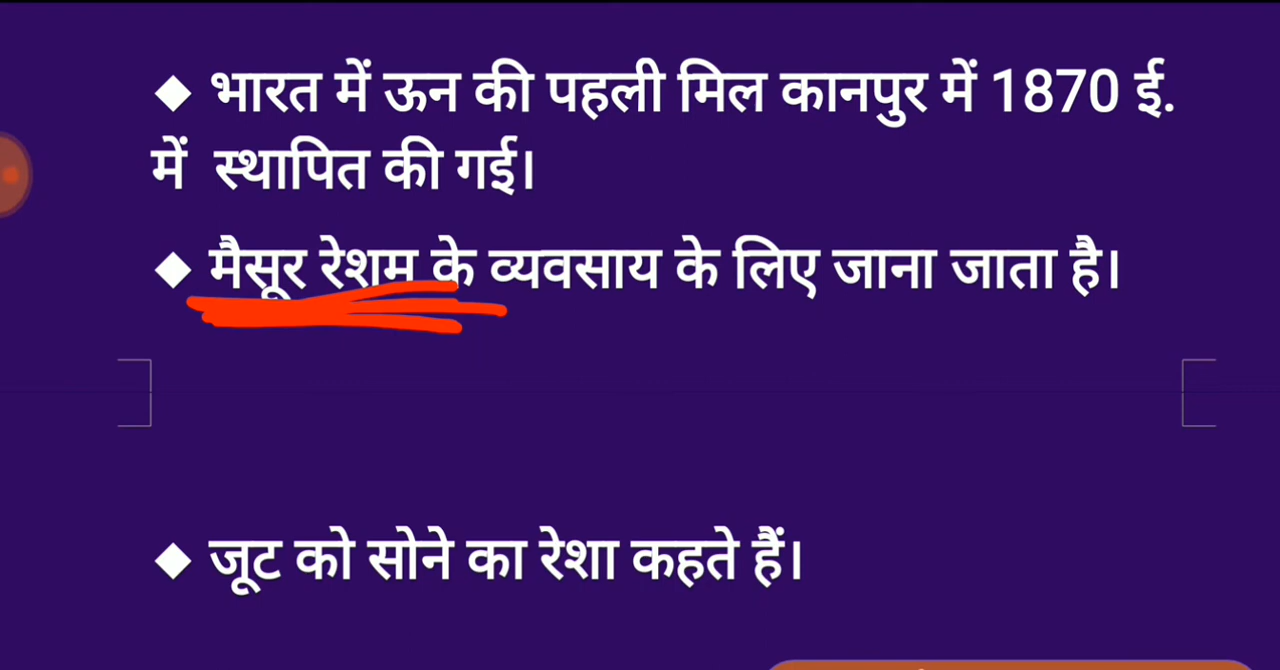 ◆ भारत में ऊन की पहली मिल कानपुर में 1870 ई.
में स्थापित की गई।
◆ मैसूर रेशम के व्यवसाय के लिए जाना जाता है।
◆ जूट को सोने का रेशा कहते हैं।